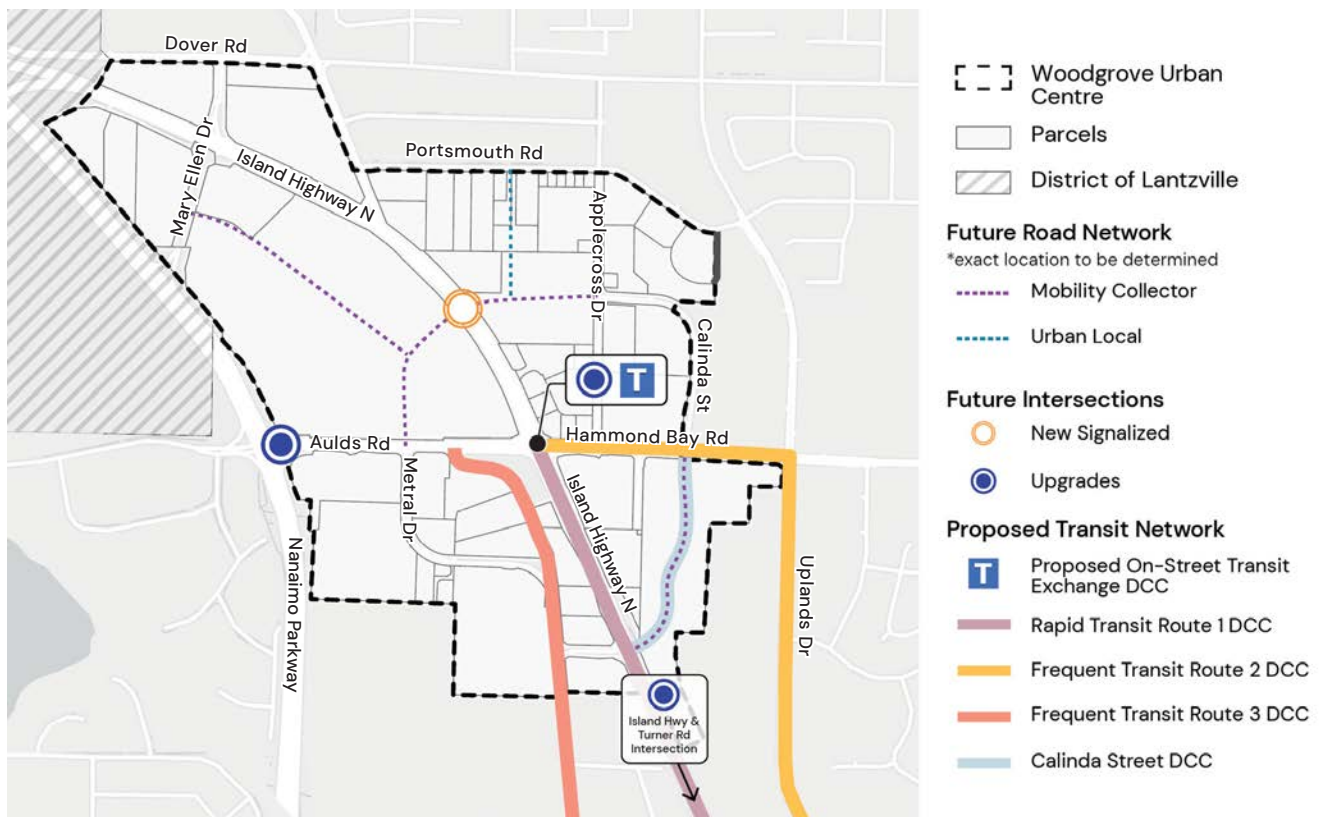 Dover Rd
Portsmouth Rd
Mary Ellen Dr
Island Highway N
Applecross Dr
Calinda St
T
Hammond Bay Rd
Aulds Rd
Metral Dr
Island Highway N
Nanaimo Parkway
Uplands Dr
Island Hwy &
Turner Rd
Intersection
Woodgrove Urban
Centre
Parcels
District of Lantzville
Future Road Network
*exact location to be determined
Mobility Collector
Urban Local
Future Intersections
New Signalized
Upgrades
Proposed Transit Network
T
Proposed On-Street Transit
Exchange DCC
Rapid Transit Route 1 DCC
Frequent Transit Route 2 DCC
Frequent Transit Route 3 DCC
Calinda Street DCC